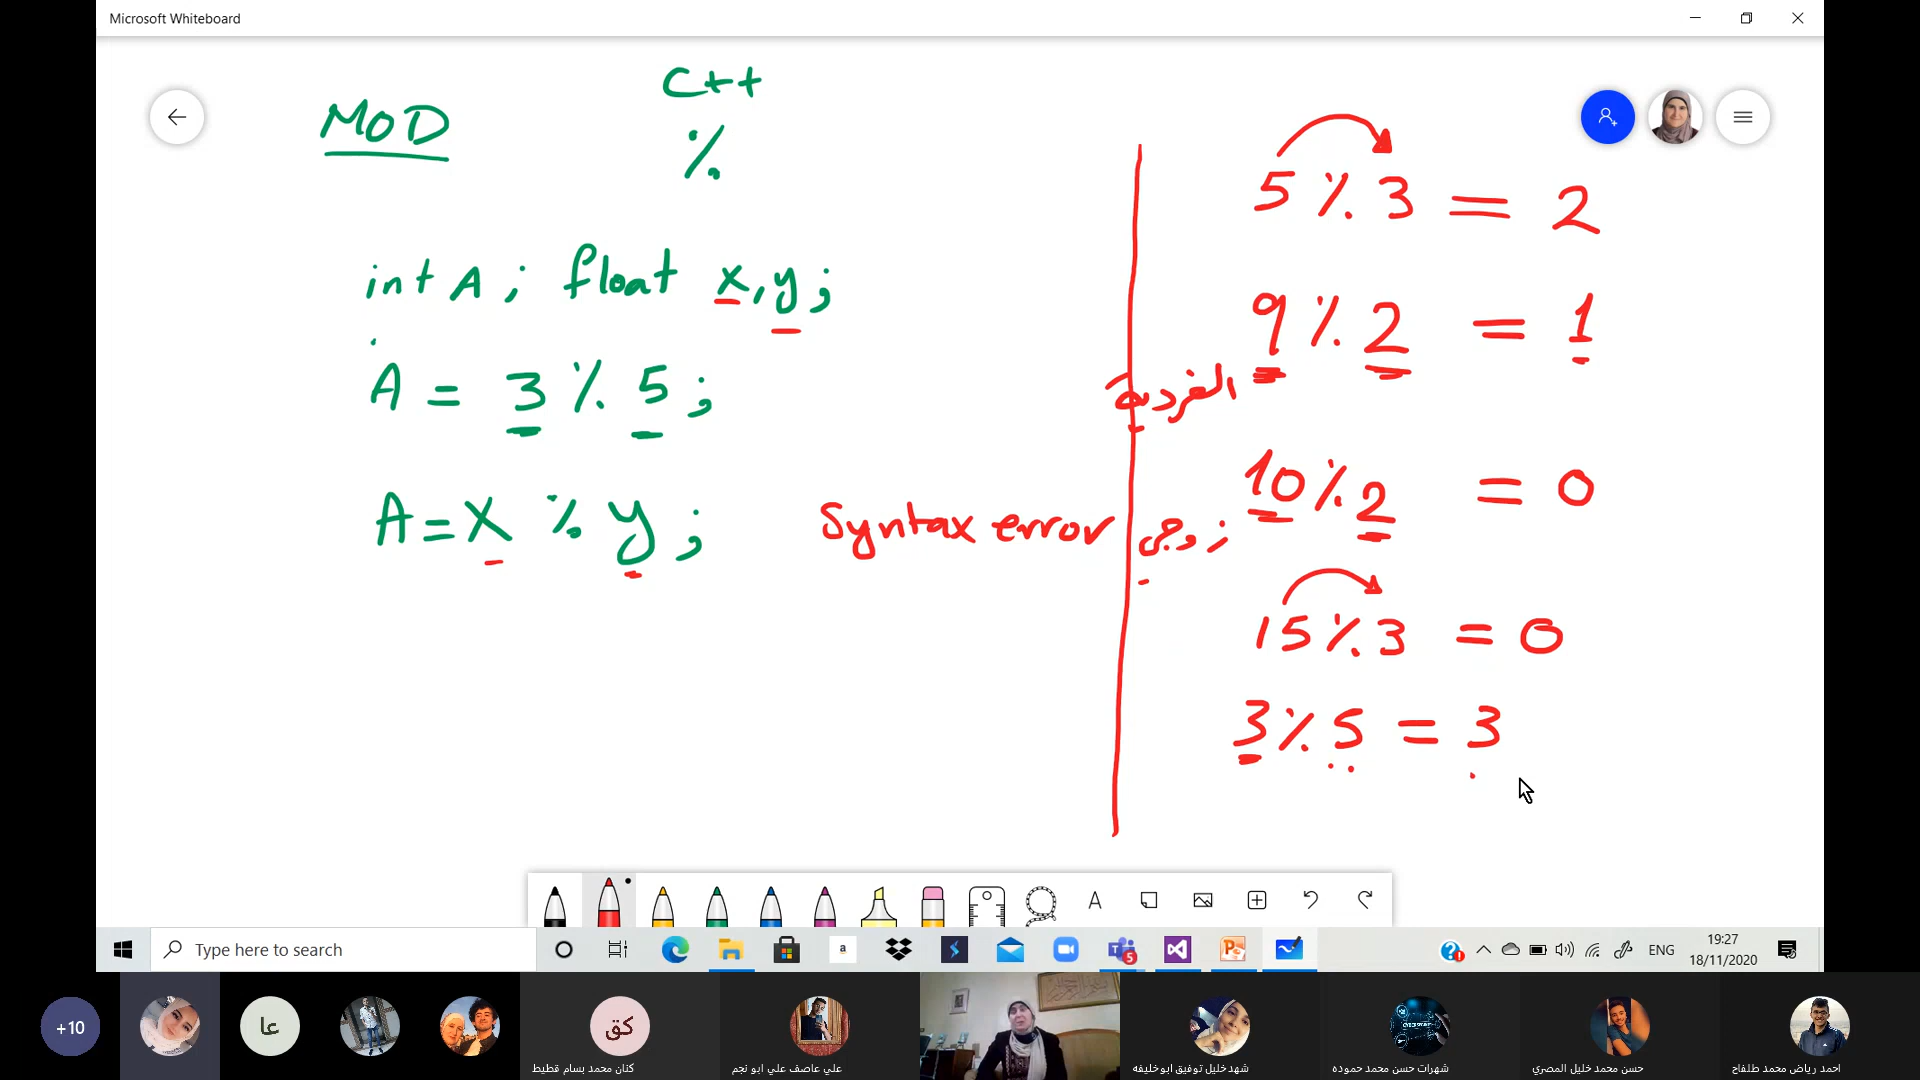 Microsoft Whiteboard
MOD
C++
%
int A ; float x, y ;
A = 3 % 5 ;
A = x % y ;
Syntax error
5 % 3 = 2
9 % 2 = 1
10 % 2 = 0
15 % 3 = 0
3 % 5 = 3
Type here to search
a
5
ENG
19:27
18/11/2020
+10
عا
كق
كنان محمد بسام قطيط
علي عاصف علي ابو نجم
شهد خليل توفيق ابوخليفه
شهرات حسن محمد حموده
حسن محمد خليل المصري
احمد رياض محمد طلفاح